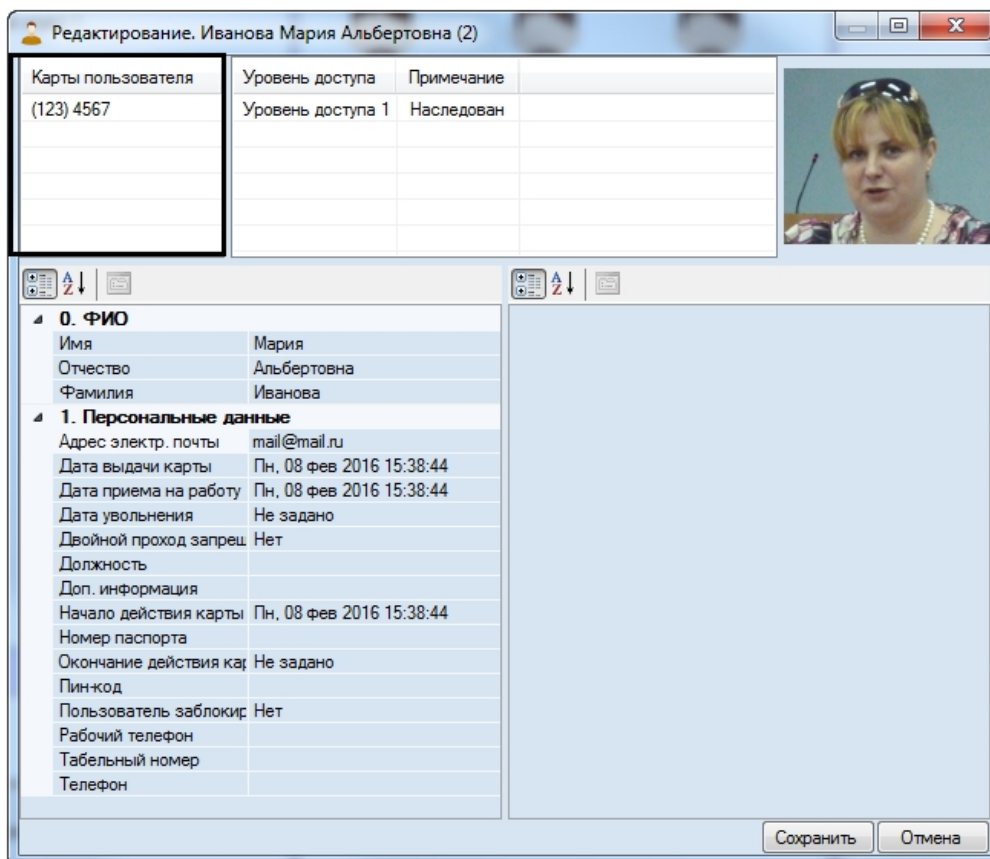 Редактирование. Иванова Мария Альбертовна (2)
Карты пользователя Уровень доступа Примечание
(123) 4567 Уровень доступа 1 Наследован
0. ФИО
Имя Мария
Отчество Альбертовна
Фамилия Иванова
1. Персональные данные
Адрес электр. почты mail@mail.ru
Дата выдачи карты Пн, 08 фев 2016 15:38:44
Дата приема на работу Пн, 08 фев 2016 15:38:44
Дата увольнения Не задано
Двойной проход запрещ Нет
Должность
Доп. информация
Начало действия карты Пн, 08 фев 2016 15:38:44
Номер паспорта
Окончание действия кар Не задано
Пин-код
Пользователь заблокир Нет
Рабочий телефон
Табельный номер
Телефон
Сохранить Отмена